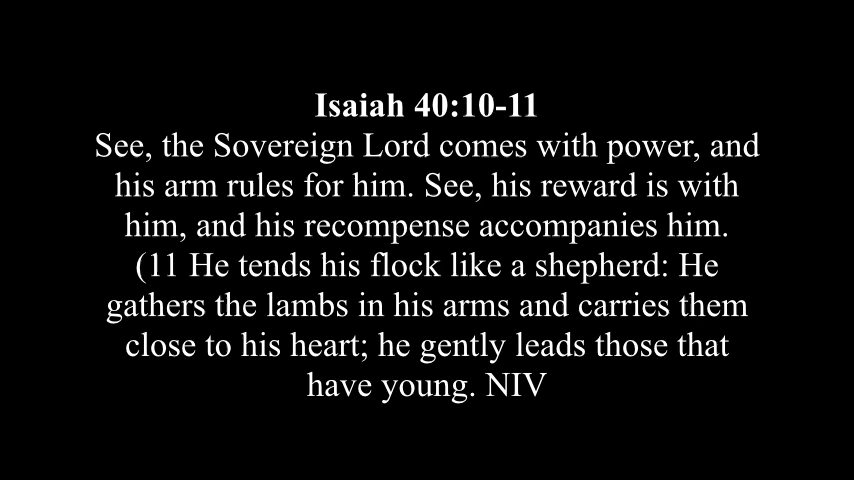 Isaiah 40:10-11
See, the Sovereign Lord comes with power, and
his arm rules for him. See, his reward is with
him, and his recompense accompanies him.
(11 He tends his flock like a shepherd: He
gathers the lambs in his arms and carries them
close to his heart; he gently leads those that
have young. NIV